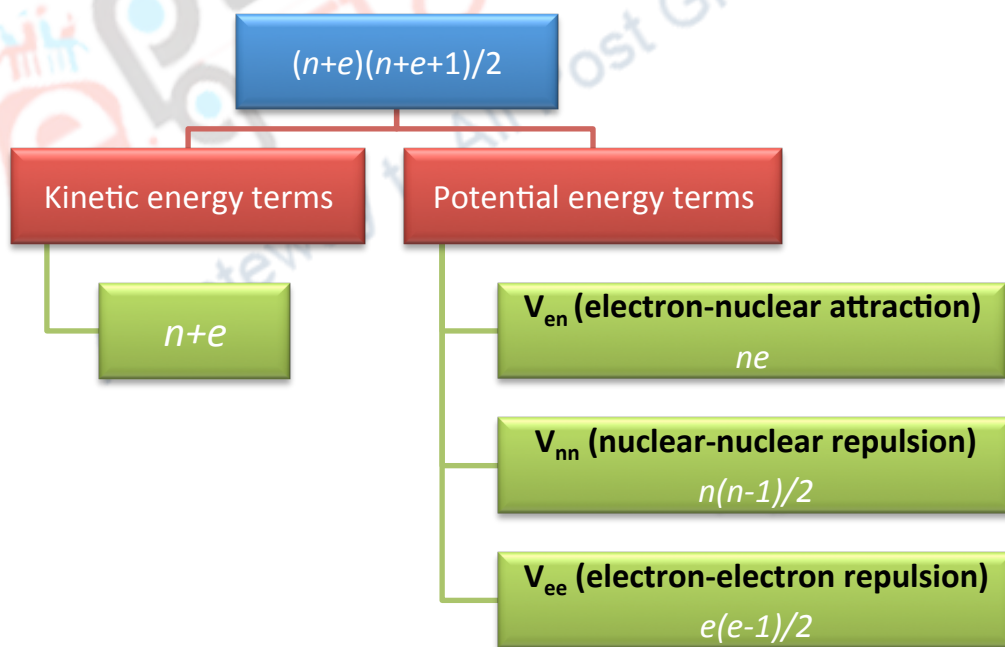 (n+e)(n+e+1)/2
Kinetic energy terms
Potential energy terms
n+e
Ven (electron-nuclear attraction)
ne
Vnn (nuclear-nuclear repulsion)
n(n-1)/2
Vee (electron-electron repulsion)
e(e-1)/2